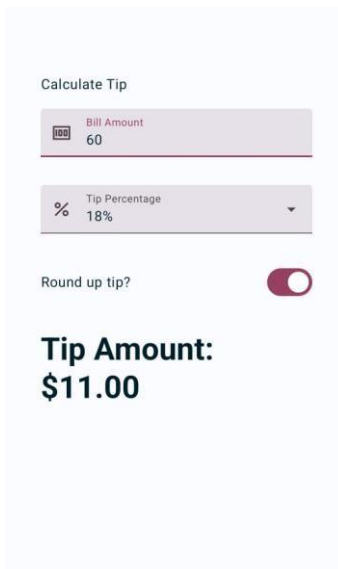 Calculate Tip
Bill Amount
60
Tip Percentage
18%
Round up tip?
Tip Amount:
$11.00